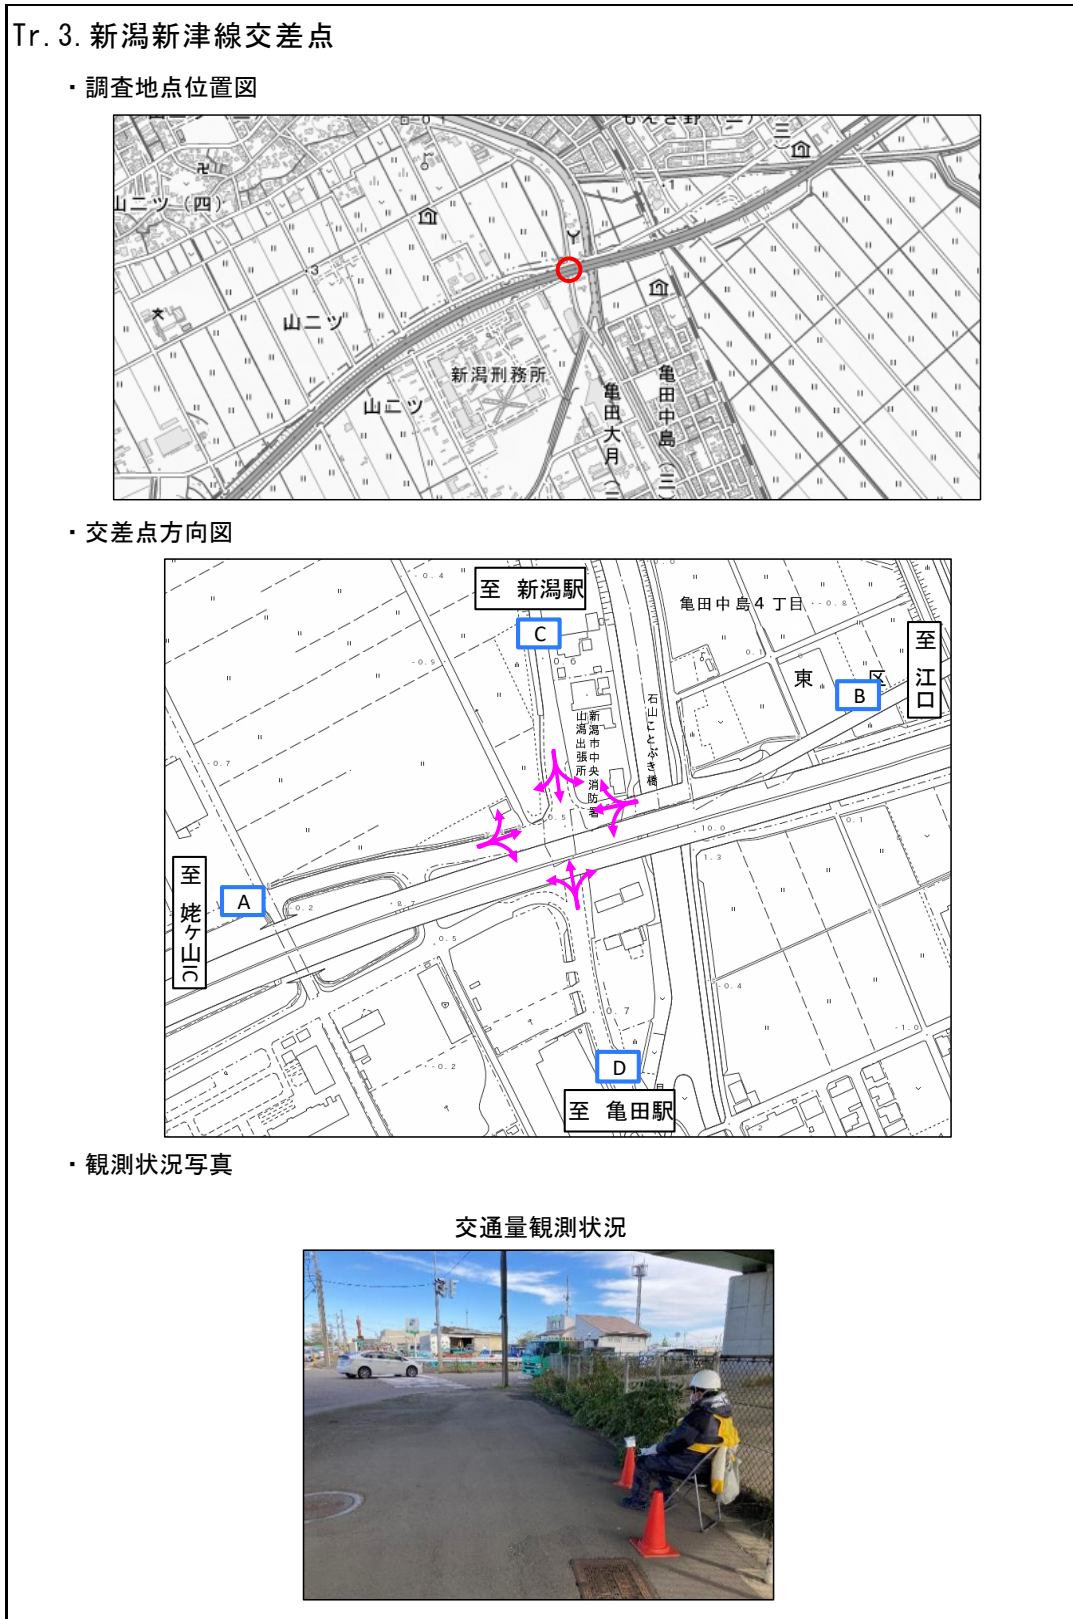 Tr.3.新潟新津線交差点
・調査地点位置図
山二ツ(四)
山二ツ
山二ツ
新潟刑務所
亀田大月
亀田中島(三)
・交差点方向図
至 新潟駅
C
亀田中島4丁目
東 区
B
至 江口
石山ことぶき橋
新潟市中央消防署
山潟出張所
至 姥ヶ山IC
A
D
至 亀田駅
・観測状況写真
交通量観測状況